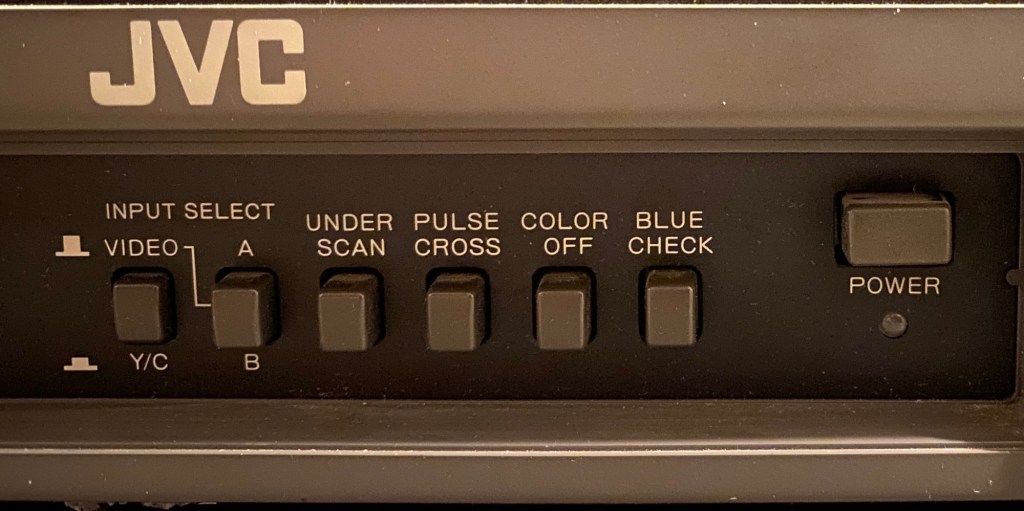 JVC
INPUT SELECT
VIDEO A
Y/C B
UNDER
SCAN
PULSE
CROSS
COLOR
OFF
BLUE
CHECK
POWER